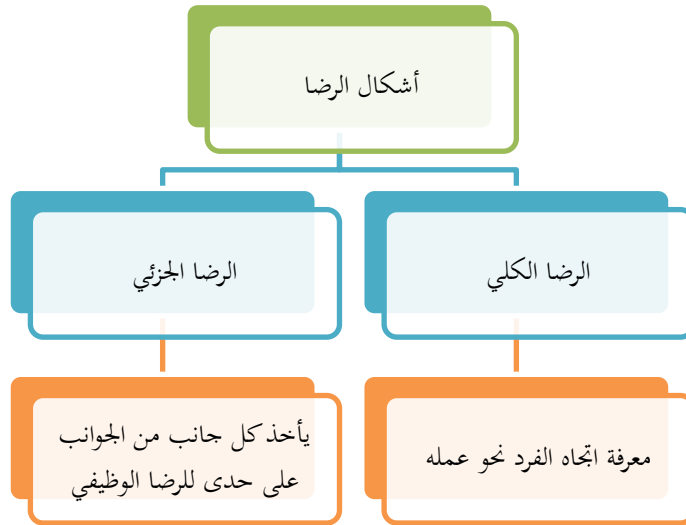 أشكال الرضا
الرضا الكلي
الرضا الجزئي
معرفة اتجاه الفرد نحو عمله
يأخذ كل جانب من الجوانب
على حدى للرضا الوظيفي